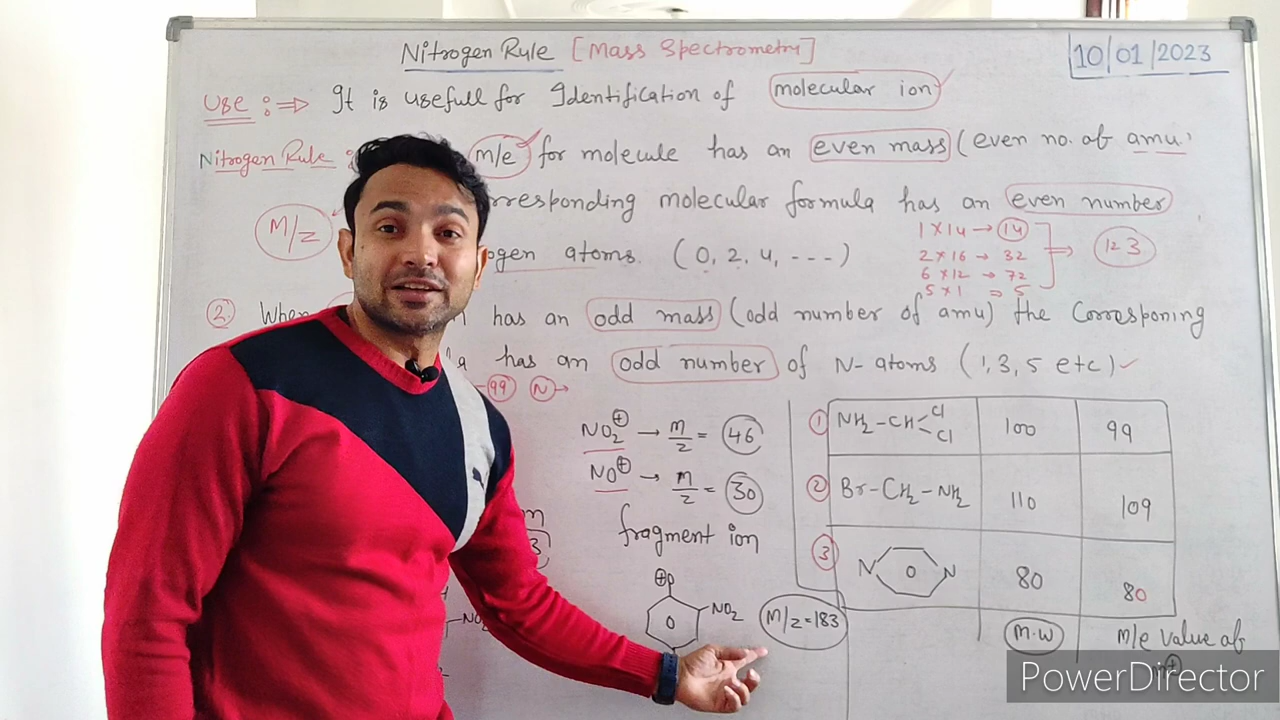 Nitrogen Rule [Mass Spectrometry]
10/01/2023
Use :⇒ It is usefull for Identification of molecular ion ✓
Nitrogen Rule : m/e for molecule has an even mass (even no. of amu
M/z
rresponding molecular formula has an even number
ogen atoms. (0, 2, 4, ---)
1 × 14 → 14
2 × 16 → 32
6 × 12 → 72
5 × 1 ⇒ 5
→ 123
2. When has an odd mass (odd number of amu) the Corresponing
la has an odd number of N-atoms (1, 3, 5 etc) ✓
99 N→
NO2⊕ → m/z = 46
NO⊕ → m/z = 30
fragment ion
1 NH2-CH Cl Cl 100 99
2 Br-CH2-NH2 110 109
3 N O N 80 80
M.W M/e value of
⊕
O NO2
M/z = 183
NO2
PowerDirector